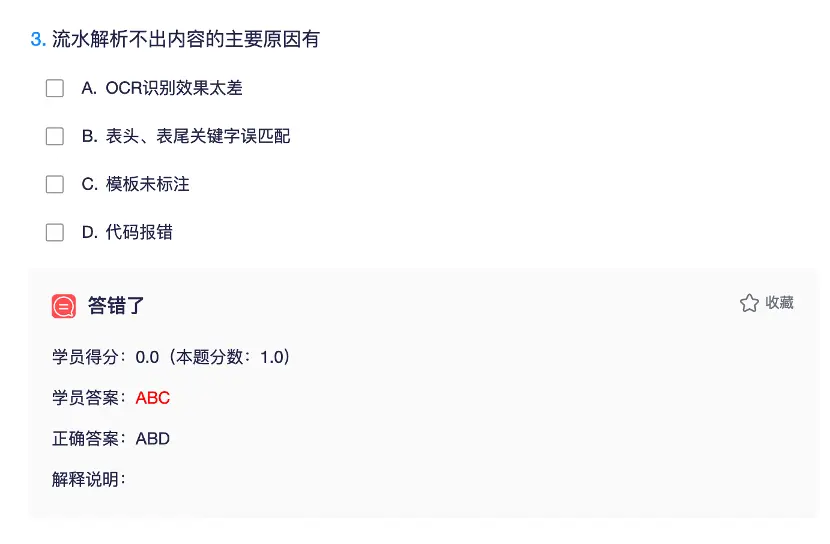 3. 流水解析不出内容的主要原因有
A. OCR识别效果太差
B. 表头、表尾关键字误匹配
C. 模板未标注
D. 代码报错
答错了
收藏
学员得分：0.0（本题分数：1.0）
学员答案：ABC
正确答案：ABD
解释说明：